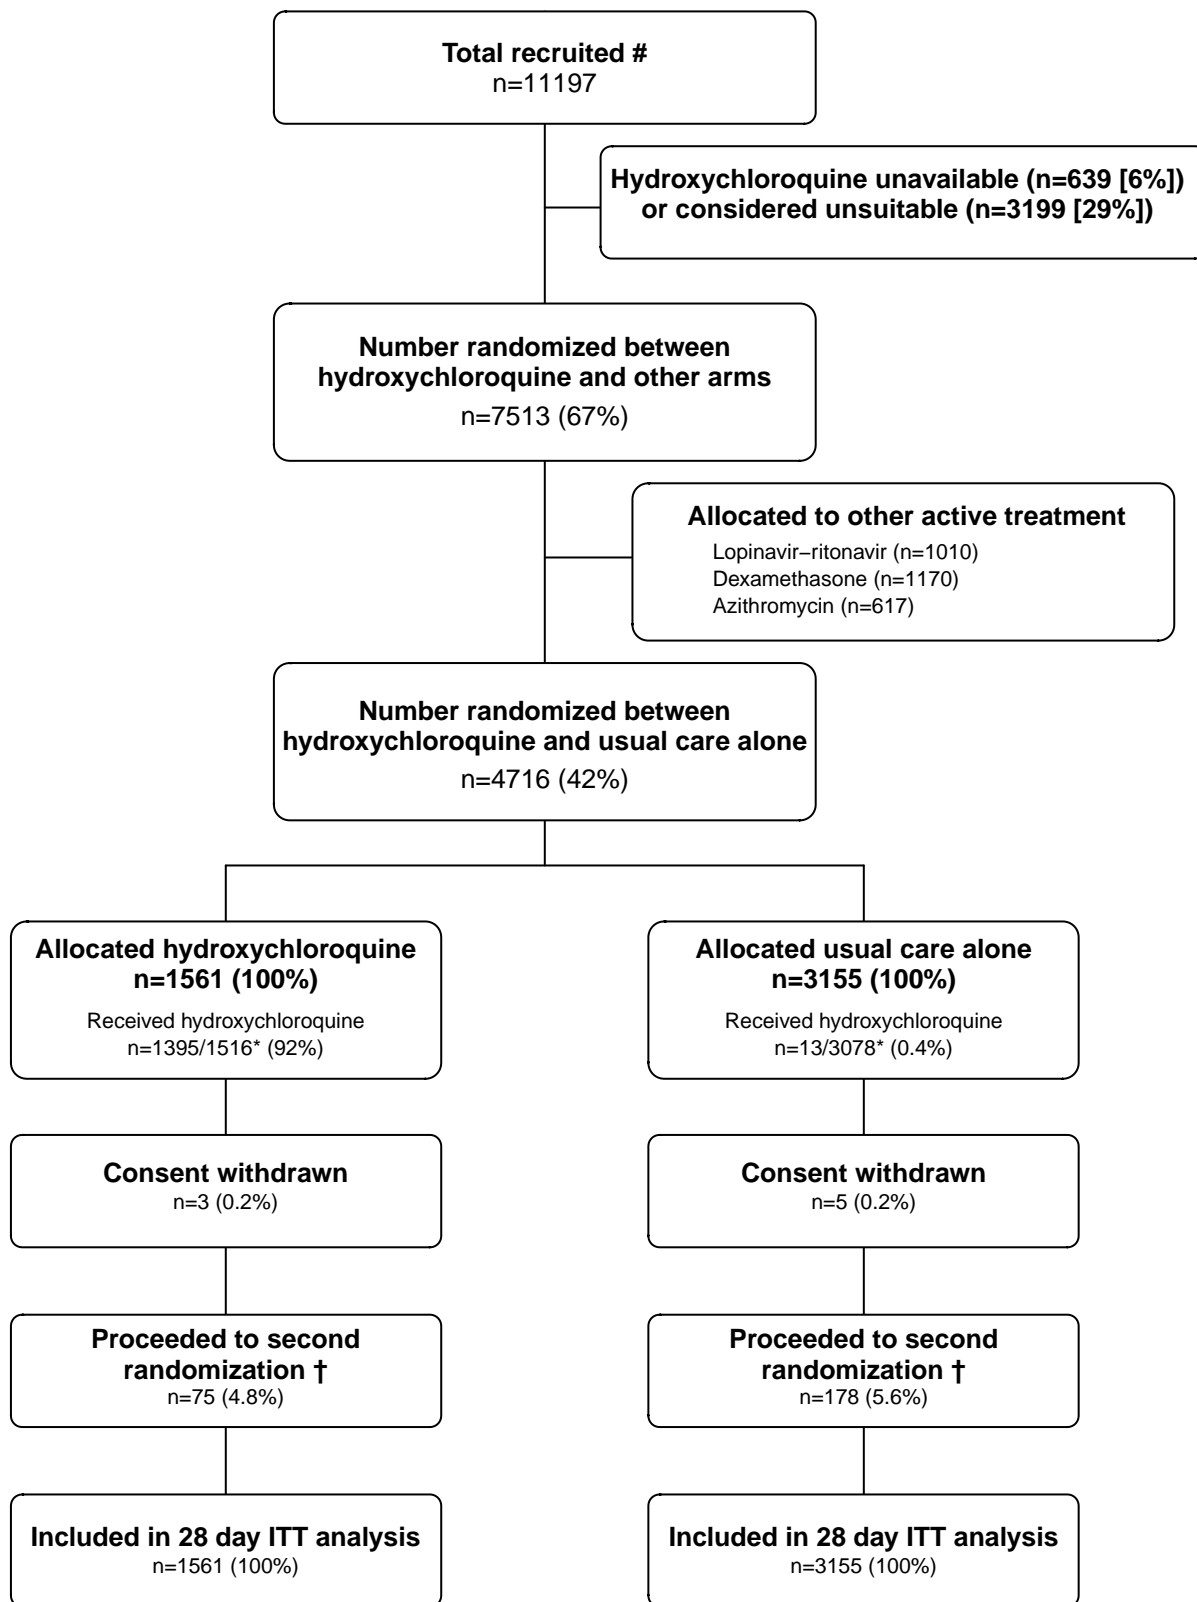 Total recruited #
n=11197
Hydroxychloroquine unavailable (n=639 [6%])
or considered unsuitable (n=3199 [29%])
Number randomized between
hydroxychloroquine and other arms
n=7513 (67%)
Allocated to other active treatment
Lopinavir−ritonavir (n=1010)
Dexamethasone (n=1170)
Azithromycin (n=617)
Number randomized between
hydroxychloroquine and usual care alone
n=4716 (42%)
Allocated hydroxychloroquine
n=1561 (100%)
Received hydroxychloroquine
n=1395/1516* (92%)
Allocated usual care alone
n=3155 (100%)
Received hydroxychloroquine
n=13/3078* (0.4%)
Consent withdrawn
n=3 (0.2%)
Consent withdrawn
n=5 (0.2%)
Proceeded to second
randomization †
n=75 (4.8%)
Proceeded to second
randomization †
n=178 (5.6%)
Included in 28 day ITT analysis
n=1561 (100%)
Included in 28 day ITT analysis
n=3155 (100%)